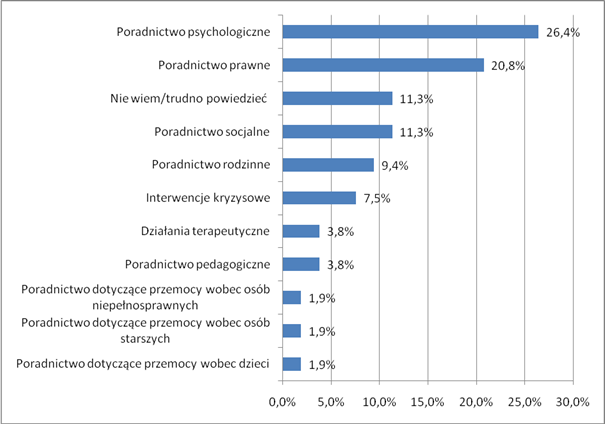 Poradnictwo psychologiczne 26,4%
Poradnictwo prawne 20,8%
Nie wiem/trudno powiedzieć 11,3%
Poradnictwo socjalne 11,3%
Poradnictwo rodzinne 9,4%
Interwencje kryzysowe 7,5%
Działania terapeutyczne 3,8%
Poradnictwo pedagogiczne 3,8%
Poradnictwo dotyczące przemocy wobec osób
niepełnosprawnych 1,9%
Poradnictwo dotyczące przemocy wobec osób
starszych 1,9%
Poradnictwo dotyczące przemocy wobec dzieci 1,9%
0,0% 5,0% 10,0% 15,0% 20,0% 25,0% 30,0%